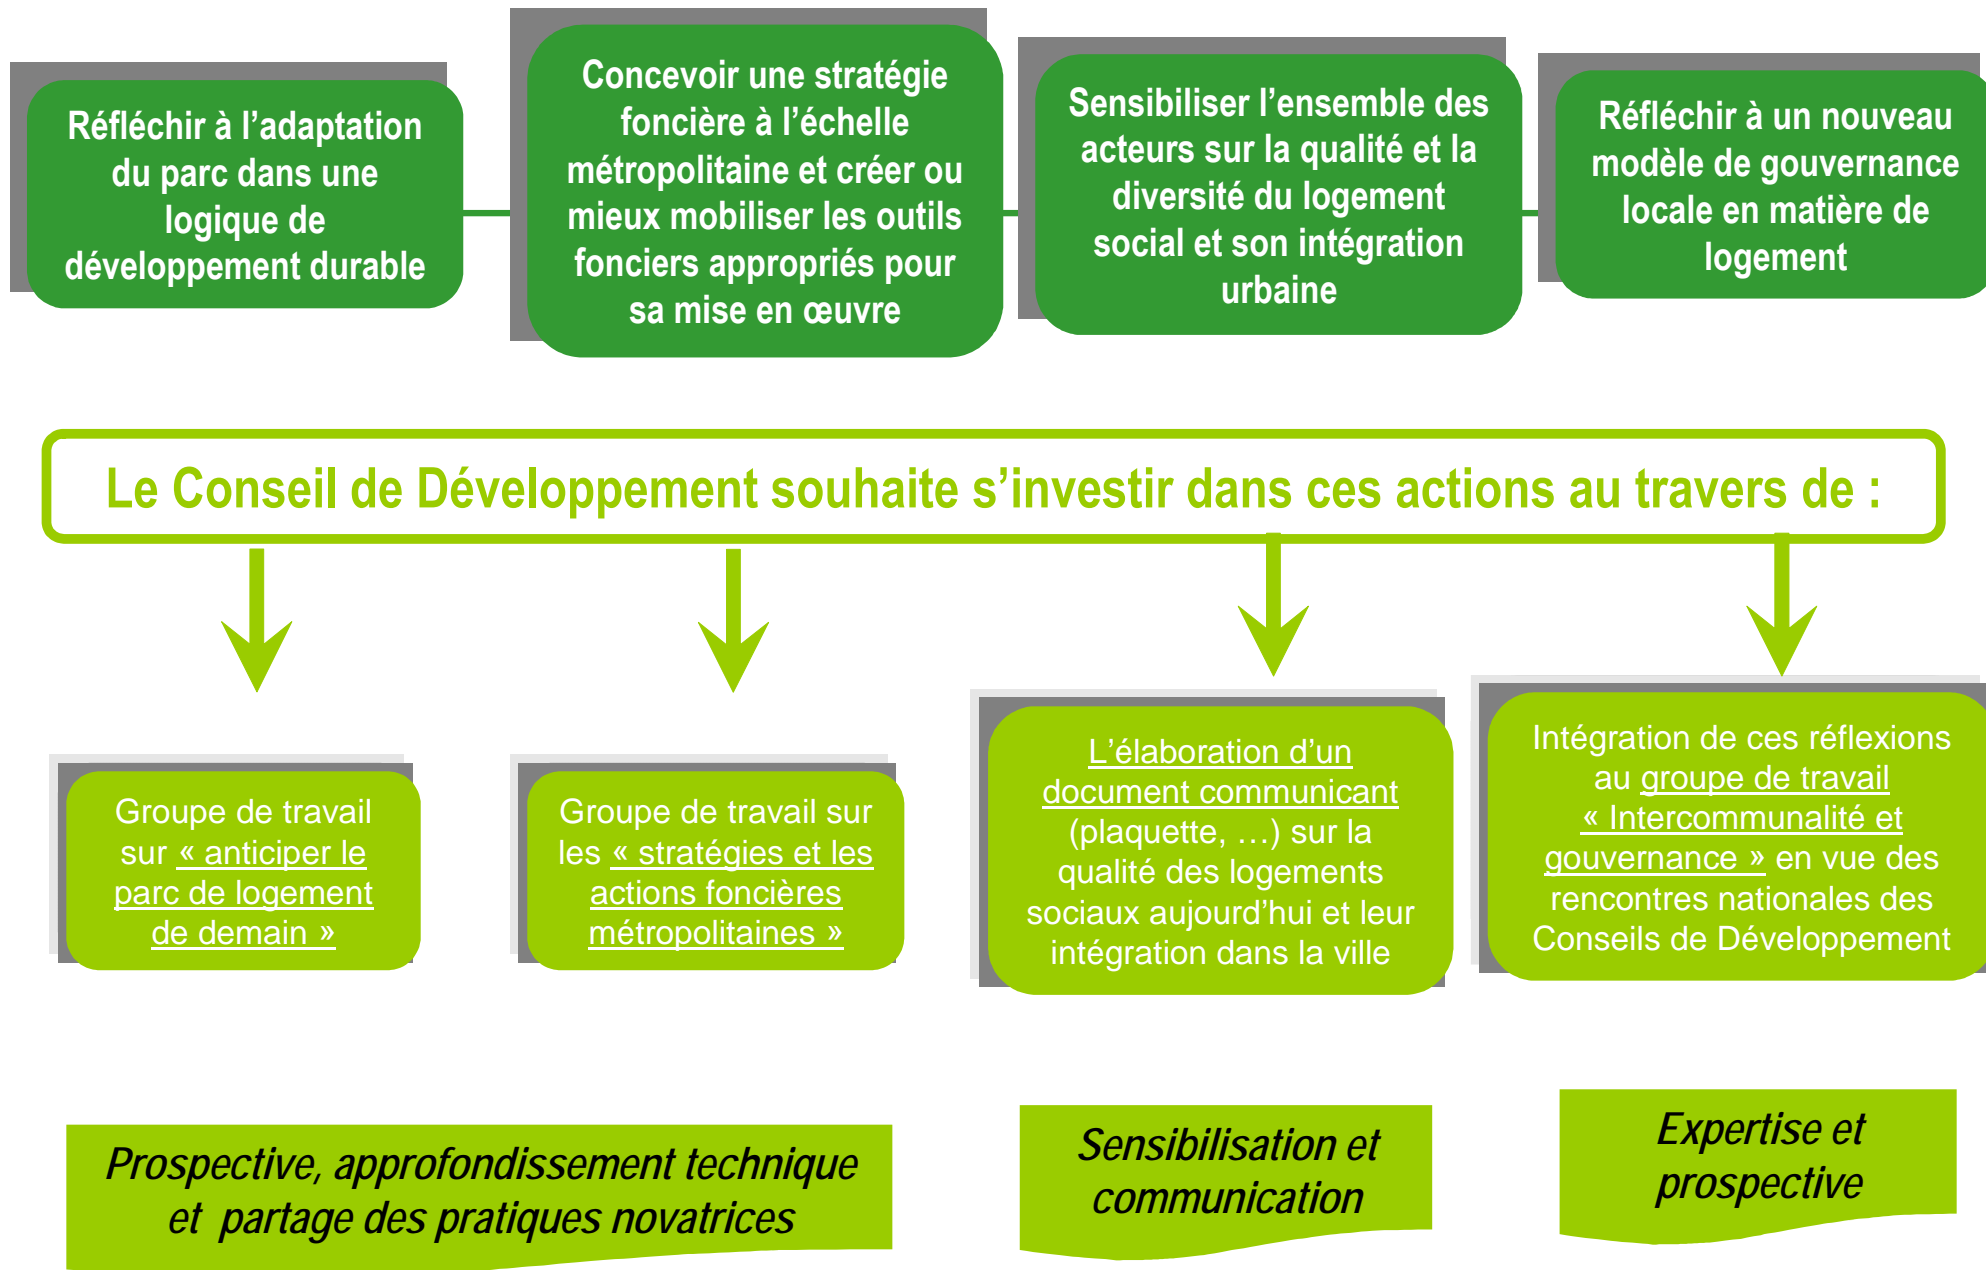 Réfléchir à l’adaptation
du parc dans une
logique de
développement durable
Concevoir une stratégie
foncière à l’échelle
métropolitaine et créer ou
mieux mobiliser les outils
fonciers appropriés pour
sa mise en œuvre
Sensibiliser l’ensemble des
acteurs sur la qualité et la
diversité du logement
social et son intégration
urbaine
Réfléchir à un nouveau
modèle de gouvernance
locale en matière de
logement
Le Conseil de Développement souhaite s’investir dans ces actions au travers de :
Groupe de travail
sur « anticiper le
parc de logement
de demain »
Groupe de travail sur
les « stratégies et les
actions foncières
métropolitaines »
L’élaboration d’un
document communicant
(plaquette, …) sur la
qualité des logements
sociaux aujourd’hui et leur
intégration dans la ville
Intégration de ces réflexions
au groupe de travail
« Intercommunalité et
gouvernance » en vue des
rencontres nationales des
Conseils de Développement
Prospective, approfondissement technique
et partage des pratiques novatrices
Sensibilisation et
communication
Expertise et
prospective